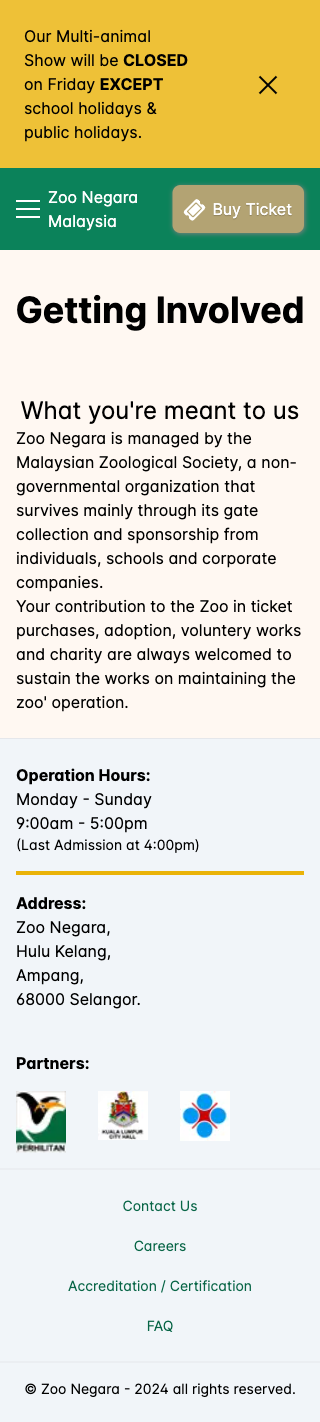 Our Multi-animal
Show will be CLOSED
on Friday EXCEPT
school holidays &
public holidays.
Zoo Negara
Malaysia
Buy Ticket
Getting Involved
What you're meant to us
Zoo Negara is managed by the
Malaysian Zoological Society, a non-
governmental organization that
survives mainly through its gate
collection and sponsorship from
individuals, schools and corporate
companies.
Your contribution to the Zoo in ticket
purchases, adoption, voluntery works
and charity are always welcomed to
sustain the works on maintaining the
zoo' operation.
Operation Hours:
Monday - Sunday
9:00am - 5:00pm
(Last Admission at 4:00pm)
Address:
Zoo Negara,
Hulu Kelang,
Ampang,
68000 Selangor.
Partners:
PERHILITAN
KUALA LUMPUR
CITY HALL
Contact Us
Careers
Accreditation / Certification
FAQ
© Zoo Negara - 2024 all rights reserved.